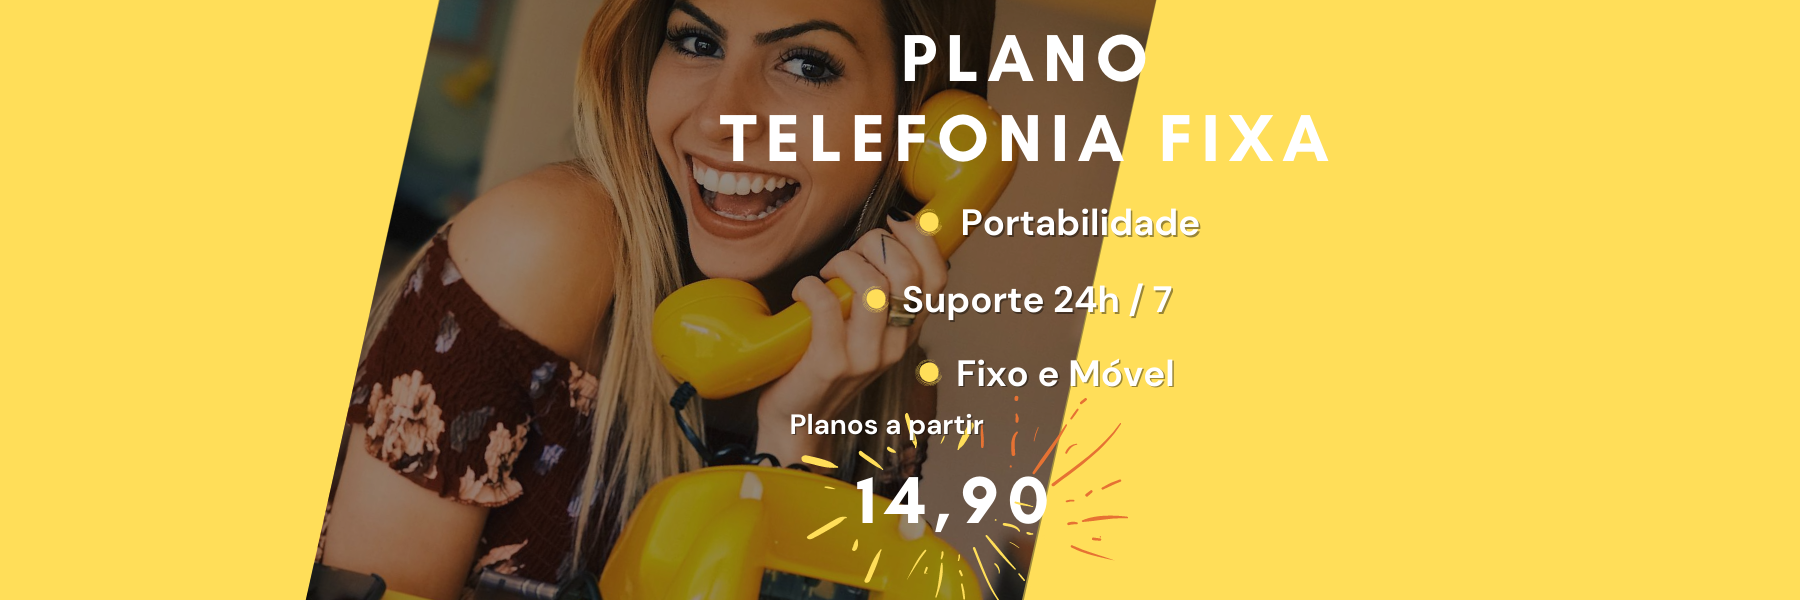 PLANO
TELEFONIA FIXA
Portabilidade
Suporte 24h / 7
Fixo e Móvel
Planos a partir
14,90